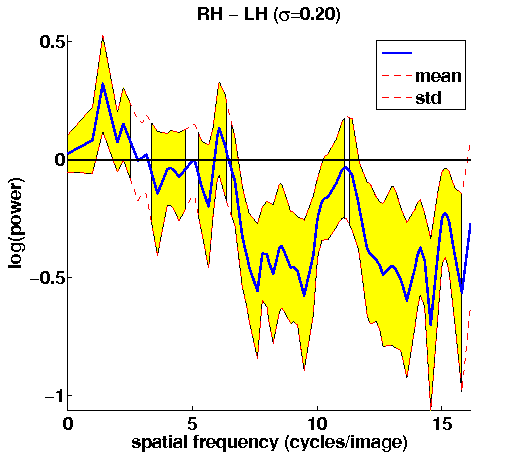 RH − LH (σ=0.20)
0.5
0
−0.5
−1
log(power)
mean
std
0
5
10
15
spatial frequency (cycles/image)